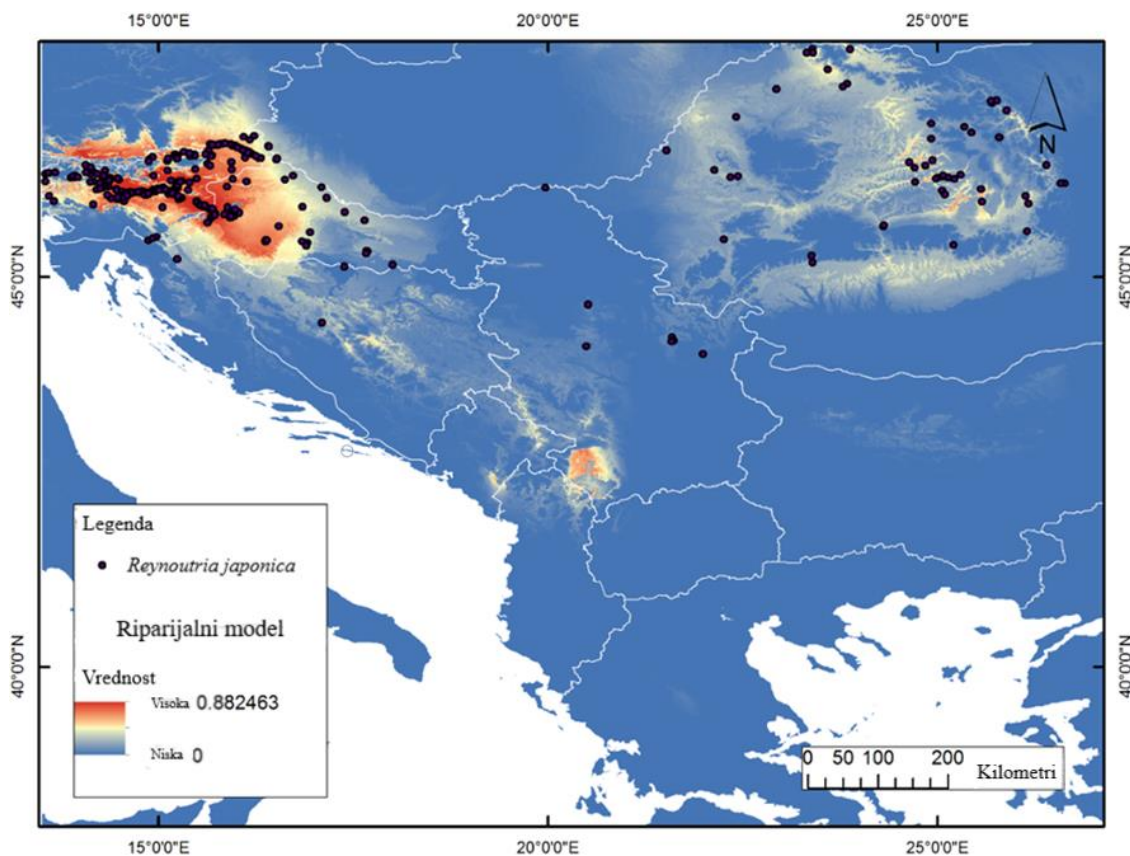 15°0'0"E 20°0'0"E 25°0'0"E
N
45°0'0"N 45°0'0"N
Legenda
Reynoutria japonica
Riparijalni model
Vrednost
Visoka 0.882463
Niska 0
40°0'0"N 40°0'0"N
0 50 100 200
Kilometri
15°0'0"E 20°0'0"E 25°0'0"E